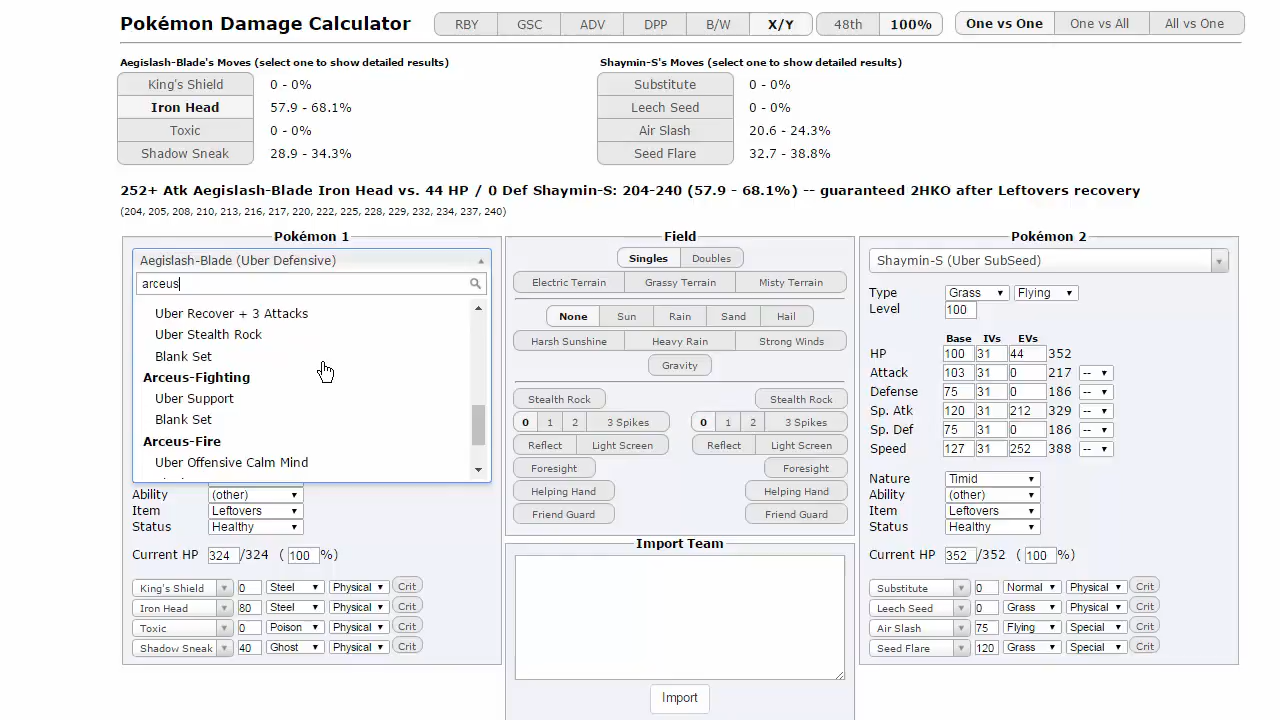 Pokémon Damage Calculator RBY GSC ADV DPP B/W X/Y 48th 100% One vs One One vs All All vs One
Aegislash-Blade's Moves (select one to show detailed results)
King's Shield 0 - 0%
Iron Head 57.9 - 68.1%
Toxic 0 - 0%
Shadow Sneak 28.9 - 34.3%
Shaymin-S's Moves (select one to show detailed results)
Substitute 0 - 0%
Leech Seed 0 - 0%
Air Slash 20.6 - 24.3%
Seed Flare 32.7 - 38.8%
252+ Atk Aegislash-Blade Iron Head vs. 44 HP / 0 Def Shaymin-S: 204-240 (57.9 - 68.1%) -- guaranteed 2HKO after Leftovers recovery
(204, 205, 208, 210, 213, 216, 217, 220, 222, 225, 228, 229, 232, 234, 237, 240)
Pokémon 1
Aegislash-Blade (Uber Defensive)
arceus
Uber Recover + 3 Attacks
Uber Stealth Rock
Blank Set
Arceus-Fighting
Uber Support
Blank Set
Arceus-Fire
Uber Offensive Calm Mind
Ability (other)
Item Leftovers
Status Healthy
Current HP 324/324 ( 100 %)
King's Shield 0 Steel Physical Crit
Iron Head 80 Steel Physical Crit
Toxic 0 Poison Physical Crit
Shadow Sneak 40 Ghost Physical Crit
Field
Singles Doubles
Electric Terrain Grassy Terrain Misty Terrain
None Sun Rain Sand Hail
Harsh Sunshine Heavy Rain Strong Winds
Gravity
Stealth Rock Stealth Rock
0 1 2 3 Spikes 0 1 2 3 Spikes
Reflect Light Screen Reflect Light Screen
Foresight Foresight
Helping Hand Helping Hand
Friend Guard Friend Guard
Import Team
Import
Pokémon 2
Shaymin-S (Uber SubSeed)
Type Grass Flying
Level 100
Base IVs EVs
HP 100 31 44 352
Attack 103 31 0 217 --
Defense 75 31 0 186 --
Sp. Atk 120 31 212 329 --
Sp. Def 75 31 0 186 --
Speed 127 31 252 388 --
Nature Timid
Ability (other)
Item Leftovers
Status Healthy
Current HP 352/352 ( 100 %)
Substitute 0 Normal Physical Crit
Leech Seed 0 Grass Physical Crit
Air Slash 75 Flying Special Crit
Seed Flare 120 Grass Special Crit